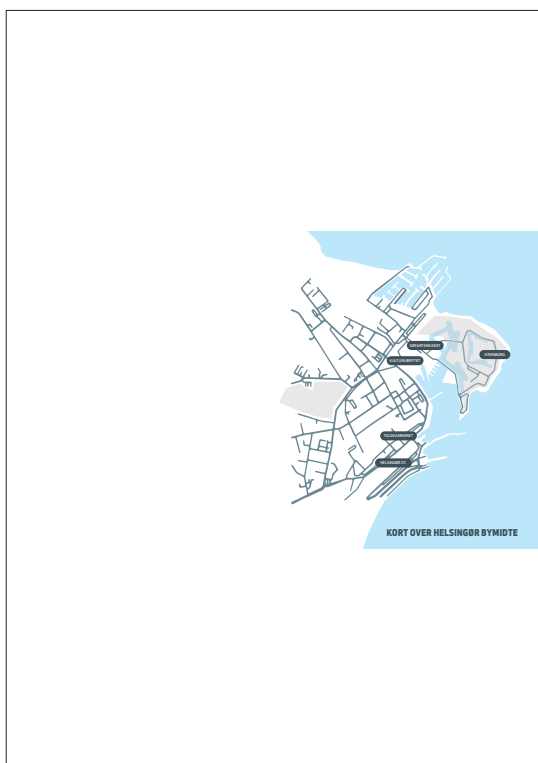 SØFARTSMUSEET
KRONBORG
KULTURVÆRFTET
TOLDKAMMERET
HELSINGØR ST.
KORT OVER HELSINGØR BYMIDTE